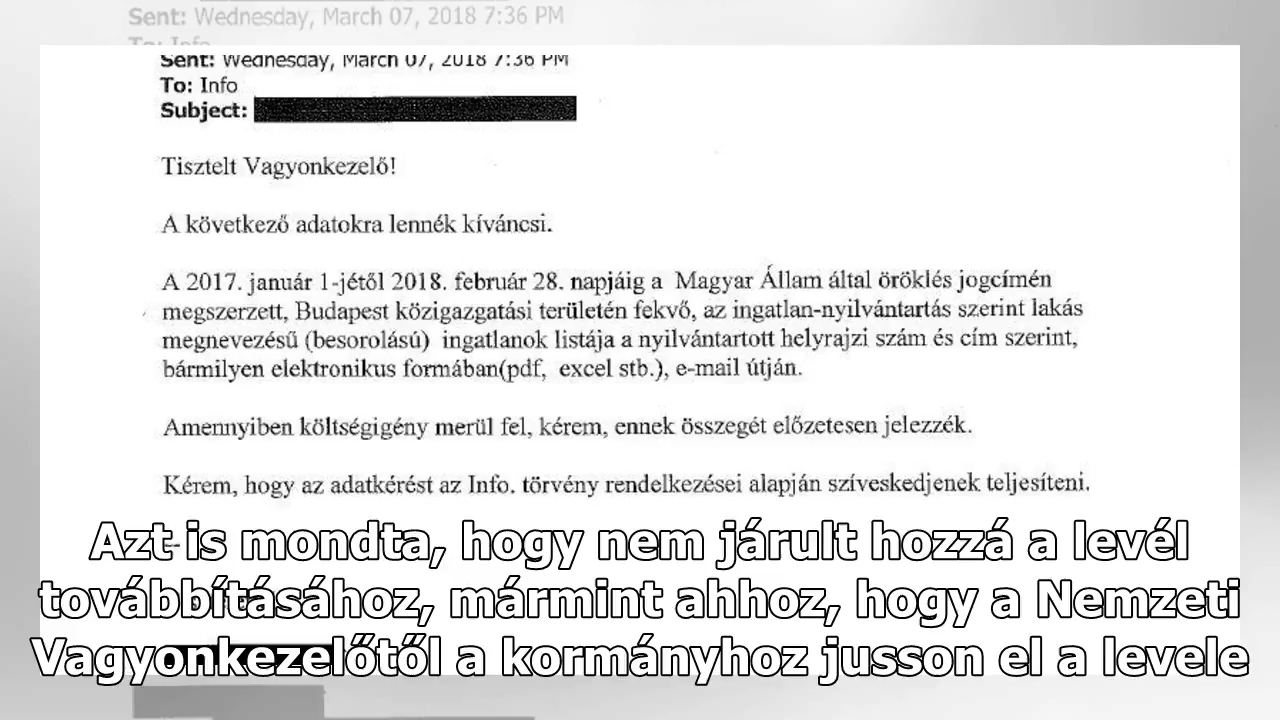 Sent: Wednesday, March 07, 2018 7:36 PM
To: Info
Sent: Wednesday, March 07, 2018 7:36 PM
To: Info
Subject:
Tisztelt Vagyonkezelő!
A következő adatokra lennék kíváncsi.
A 2017. január 1-jétől 2018. február 28. napjáig a Magyar Állam által öröklés jogcímén
megszerzett, Budapest közigazgatási területén fekvő, az ingatlan-nyilvántartás szerint lakás
megnevezésű (besorolású) ingatlanok listája a nyilvántartott helyrajzi szám és cím szerint,
bármilyen elektronikus formában(pdf, excel stb.), e-mail útján.
Amennyiben költségigény merül fel, kérem, ennek összegét előzetesen jelezzék.
Kérem, hogy az adatkérést az Info. törvény rendelkezései alapján szíveskedjenek teljesíteni.
Azt is mondta, hogy nem járult hozzá a levél
továbbításához, mármint ahhoz, hogy a Nemzeti
Vagyonkezelőtől a kormányhoz jusson el a levele